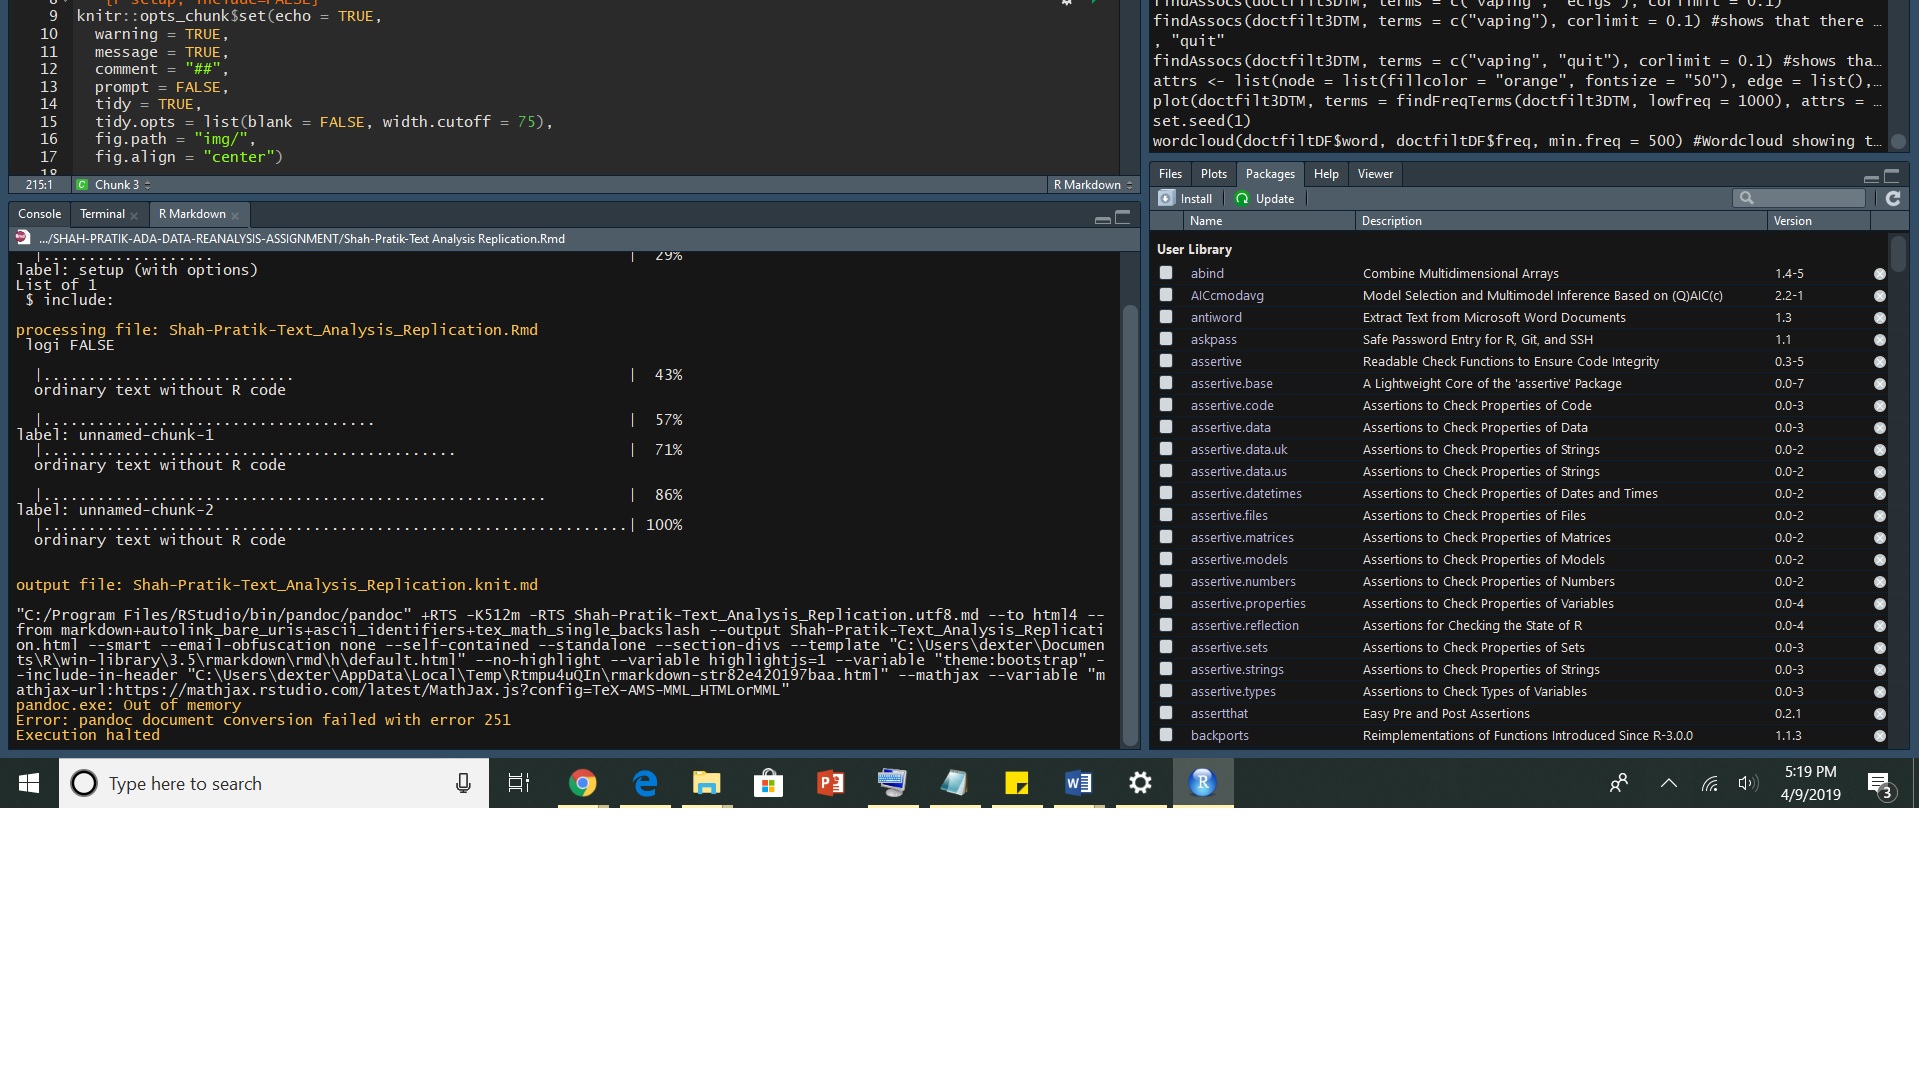 9 knitr::opts_chunk$set(echo = TRUE,
10 warning = TRUE,
11 message = TRUE,
12 comment = "##",
13 prompt = FALSE,
14 tidy = TRUE,
15 tidy.opts = list(blank = FALSE, width.cutoff = 75),
16 fig.path = "img/",
17 fig.align = "center")
18
215:1 Chunk 3 R Markdown
Console Terminal R Markdown
.../SHAH-PRATIK-ADA-DATA-REANALYSIS-ASSIGNMENT/Shah-Pratik-Text Analysis Replication.Rmd
|................... | 29%
label: setup (with options)
List of 1
$ include:
processing file: Shah-Pratik-Text_Analysis_Replication.Rmd
logi FALSE
|............................ | 43%
ordinary text without R code
|..................................... | 57%
label: unnamed-chunk-1
|.............................................. | 71%
ordinary text without R code
|........................................................ | 86%
label: unnamed-chunk-2
|.................................................................| 100%
ordinary text without R code
output file: Shah-Pratik-Text_Analysis_Replication.knit.md
"C:/Program Files/RStudio/bin/pandoc/pandoc" +RTS -K512m -RTS Shah-Pratik-Text_Analysis_Replication.utf8.md --to html4 --
from markdown+autolink_bare_uris+ascii_identifiers+tex_math_single_backslash --output Shah-Pratik-Text_Analysis_Replicati
on.html --smart --email-obfuscation none --self-contained --standalone --section-divs --template "C:\Users\dexter\Documen
ts\R\win-library\3.5\rmarkdown\rmd\h\default.html" --no-highlight --variable highlightjs=1 --variable "theme:bootstrap" -
-include-in-header "C:\Users\dexter\AppData\Local\Temp\Rtmpu4uQIn\rmarkdown-str82e420197baa.html" --mathjax --variable "m
athjax-url:https://mathjax.rstudio.com/latest/MathJax.js?config=TeX-AMS-MML_HTMLorMML"
pandoc.exe: Out of memory
Error: pandoc document conversion failed with error 251
Execution halted
findAssocs(doctfilt3DTM, terms = c("vaping", "ecigs"), corlimit = 0.1)
findAssocs(doctfilt3DTM, terms = c("vaping"), corlimit = 0.1) #shows that there …
, "quit"
findAssocs(doctfilt3DTM, terms = c("vaping", "quit"), corlimit = 0.1) #shows tha…
attrs <- list(node = list(fillcolor = "orange", fontsize = "50"), edge = list(),…
plot(doctfilt3DTM, terms = findFreqTerms(doctfilt3DTM, lowfreq = 1000), attrs = …
set.seed(1)
wordcloud(doctfiltDF$word, doctfiltDF$freq, min.freq = 500) #Wordcloud showing t…
Files Plots Packages Help Viewer
Install Update
Name Description Version
User Library
abind Combine Multidimensional Arrays 1.4-5
AICcmodavg Model Selection and Multimodel Inference Based on (Q)AIC(c) 2.2-1
antiword Extract Text from Microsoft Word Documents 1.3
askpass Safe Password Entry for R, Git, and SSH 1.1
assertive Readable Check Functions to Ensure Code Integrity 0.3-5
assertive.base A Lightweight Core of the 'assertive' Package 0.0-7
assertive.code Assertions to Check Properties of Code 0.0-3
assertive.data Assertions to Check Properties of Data 0.0-3
assertive.data.uk Assertions to Check Properties of Strings 0.0-2
assertive.data.us Assertions to Check Properties of Strings 0.0-2
assertive.datetimes Assertions to Check Properties of Dates and Times 0.0-2
assertive.files Assertions to Check Properties of Files 0.0-2
assertive.matrices Assertions to Check Properties of Matrices 0.0-2
assertive.models Assertions to Check Properties of Models 0.0-2
assertive.numbers Assertions to Check Properties of Numbers 0.0-2
assertive.properties Assertions to Check Properties of Variables 0.0-4
assertive.reflection Assertions for Checking the State of R 0.0-4
assertive.sets Assertions to Check Properties of Sets 0.0-3
assertive.strings Assertions to Check Properties of Strings 0.0-3
assertive.types Assertions to Check Types of Variables 0.0-3
assertthat Easy Pre and Post Assertions 0.2.1
backports Reimplementations of Functions Introduced Since R-3.0.0 1.1.3
Type here to search
5:19 PM
4/9/2019
3